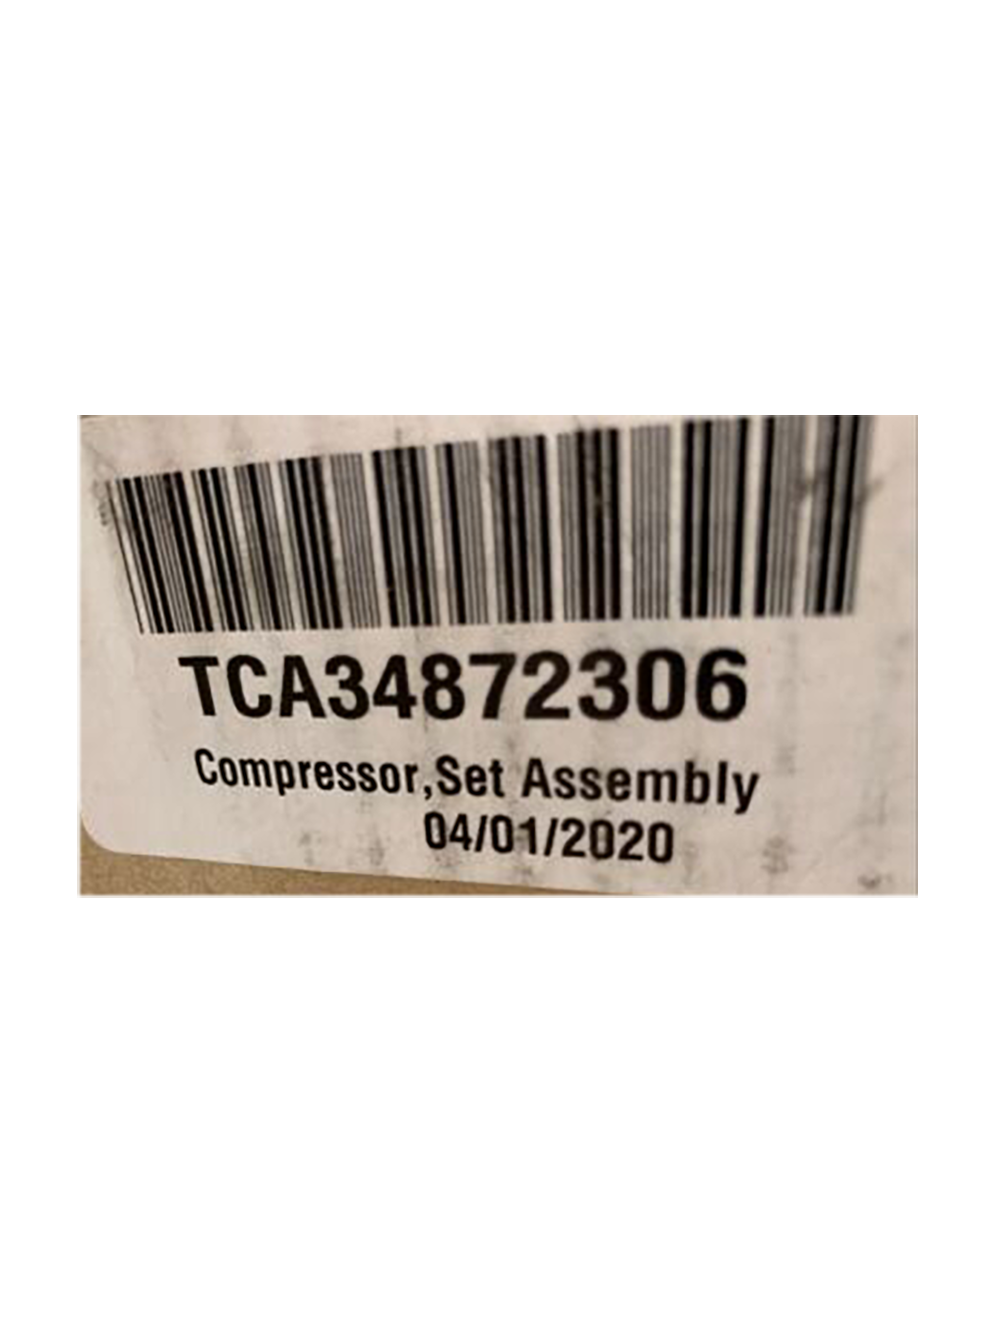 TCA34872306
Compressor,Set Assembly
04/01/2020